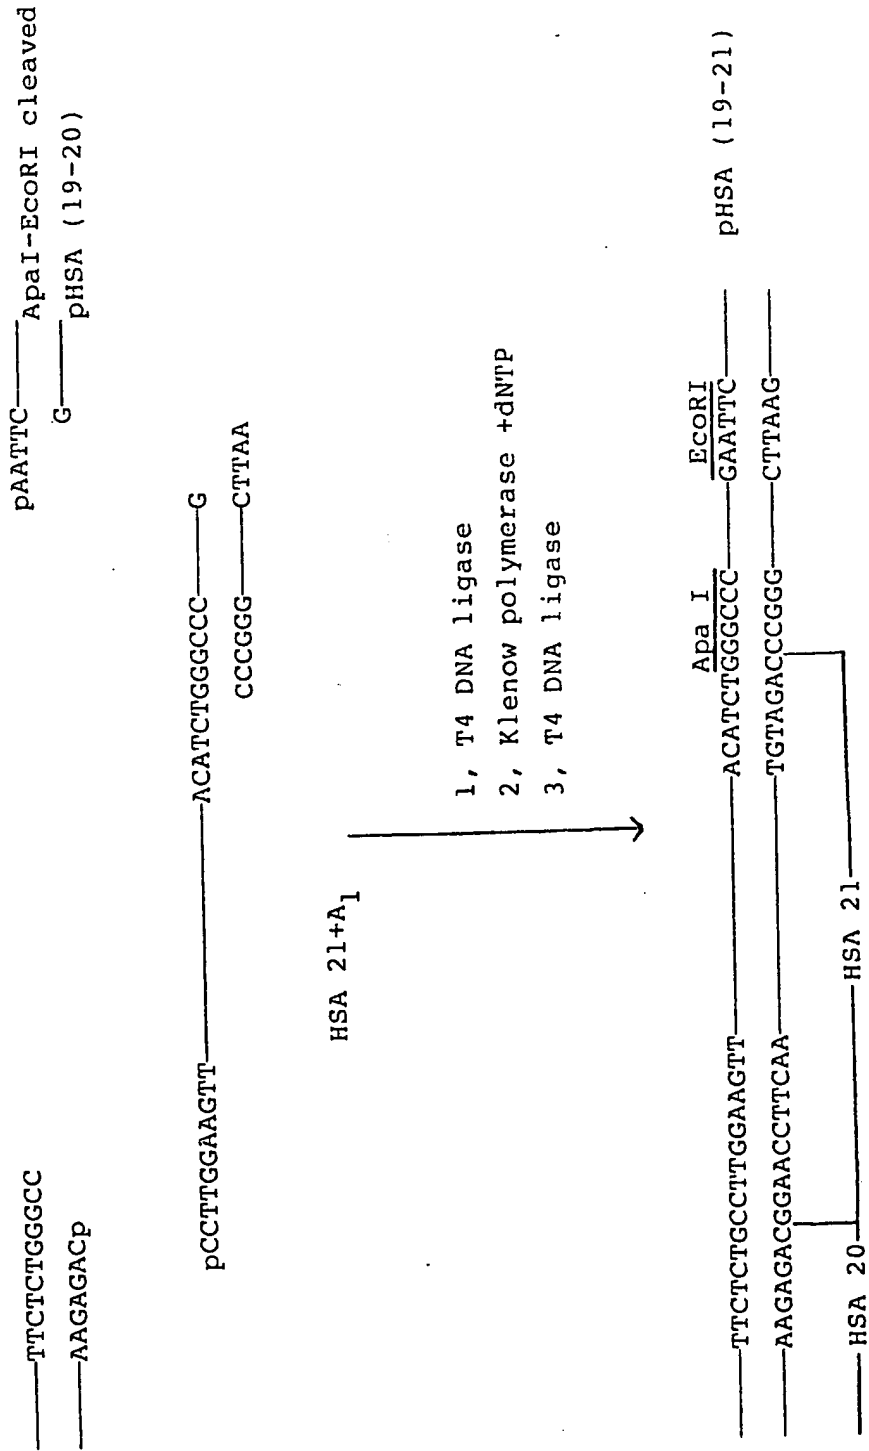 ——TTCTCTGGGCC
pAATTC——ApaI-EcoRI cleaved
——AAGAGACp
G——pHSA (19-20)
pCCTTGGAAGTT——ACATCTGGGCCC——G
CCCGGG——CTTAA
HSA 21+A1
1, T4 DNA ligase
2, Klenow polymerase +dNTP
3, T4 DNA ligase
Apa I
EcoRI
——TTCTCTGCCTTGGAAGTT——ACATCTGGGCCC——GAATTC——
pHSA (19-21)
——AAGAGACGGAACCTTCAA——TGTAGACCCGGG——CTTAAG——
——HSA 20——HSA 21——